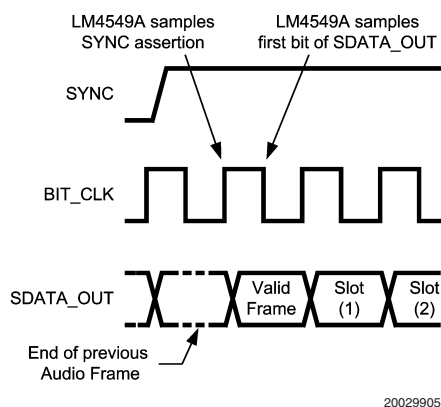 LM4549A samples
SYNC assertion
LM4549A samples
first bit of SDATA_OUT
SYNC
BIT_CLK
SDATA_OUT
Valid
Frame
Slot
(1)
Slot
(2)
End of previous
Audio Frame
20029905